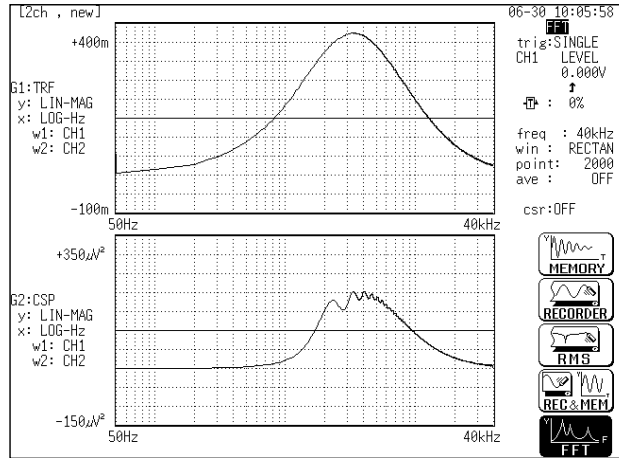 [2ch , new]
06-30 10:05:58
FFT
trig:SINGLE
CH1 LEVEL
0.000V
T : 0%
freq : 40kHz
win : RECTAN
point: 2000
ave : OFF
csr:OFF
+400m
G1:TRF
y: LIN-MAG
x: LOG-Hz
w1: CH1
w2: CH2
-100m
50Hz 40kHz
+350µV²
G2:CSP
y: LIN-MAG
x: LOG-Hz
w1: CH1
w2: CH2
-150µV²
50Hz 40kHz
Y T
MEMORY
RECORDER
RMS
Y T
REC&MEM
Y F
FFT